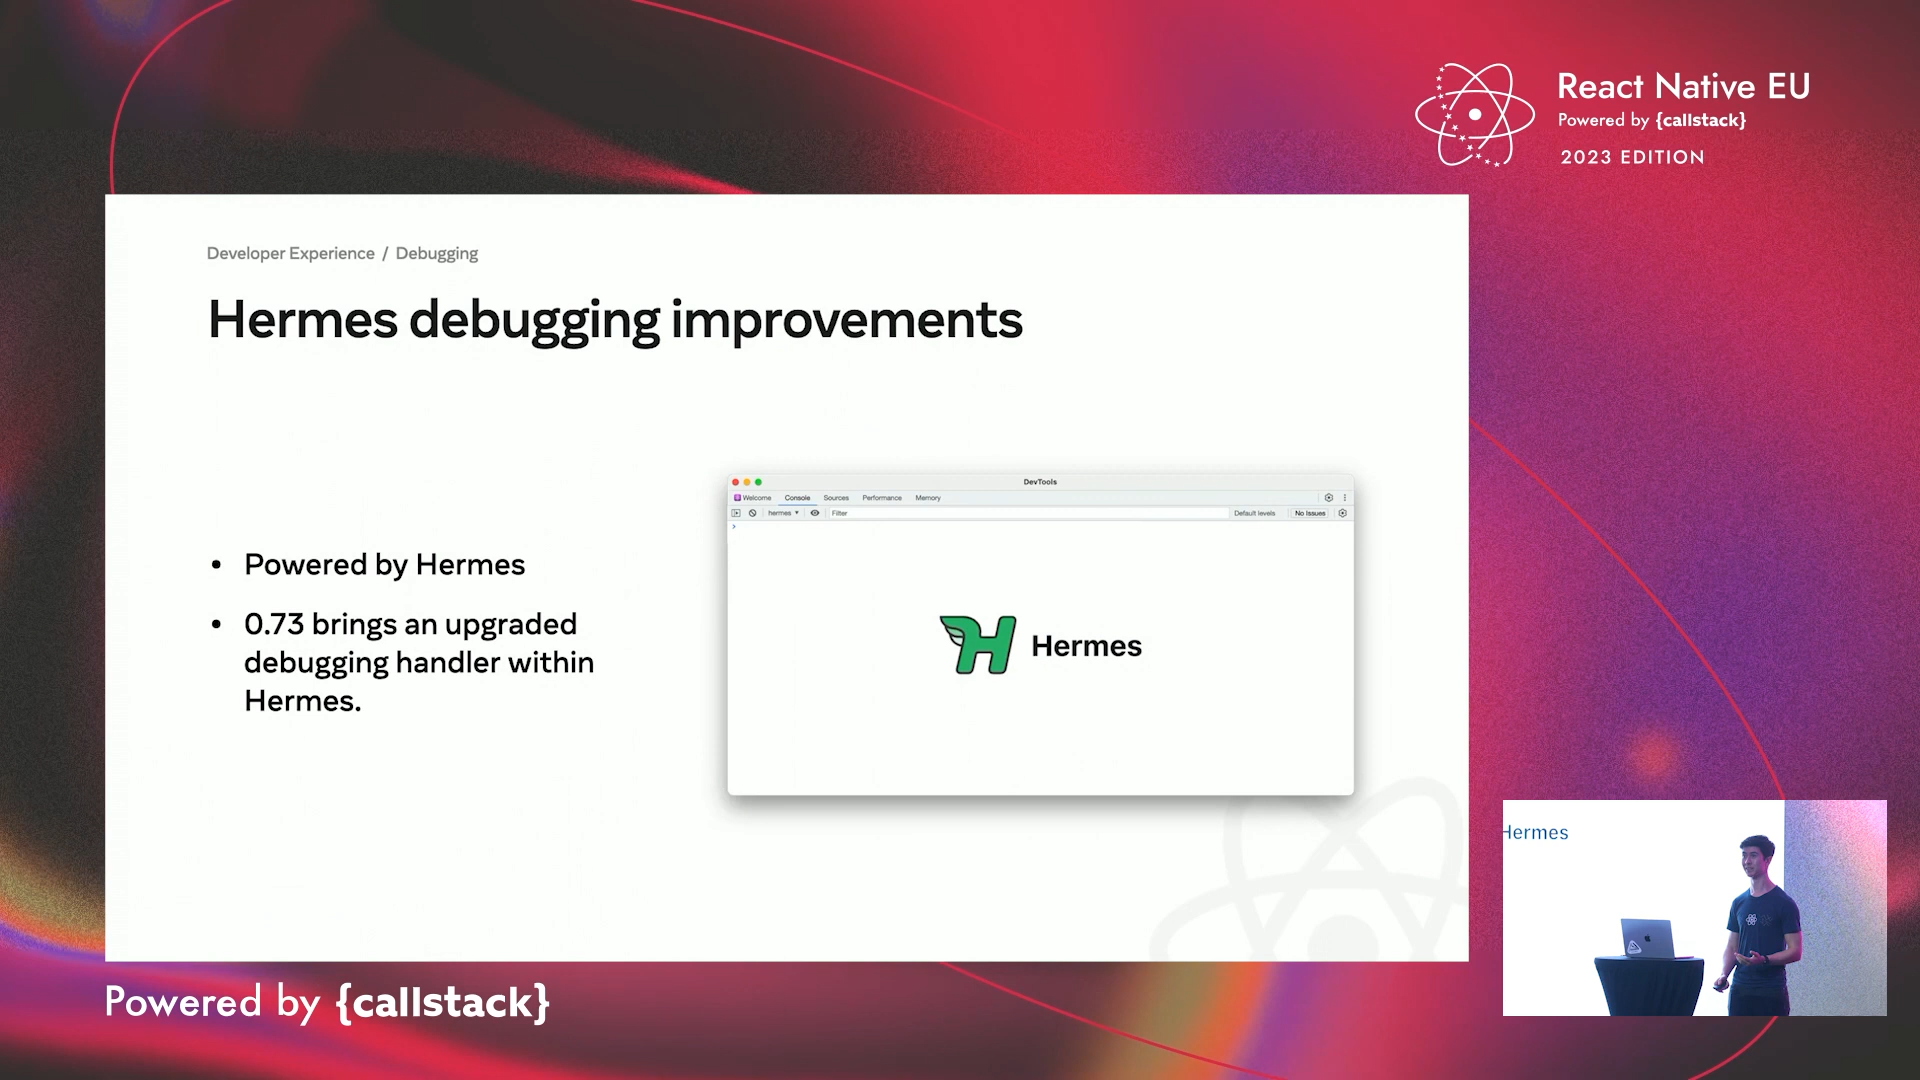 React Native EU
Powered by {callstack}
2023 EDITION
Developer Experience / Debugging
Hermes debugging improvements
• Powered by Hermes
• 0.73 brings an upgraded
debugging handler within
Hermes.
DevTools
Welcome Console Sources Performance Memory
hermes Filter Default levels No Issues
Hermes
Hermes
Powered by {callstack}